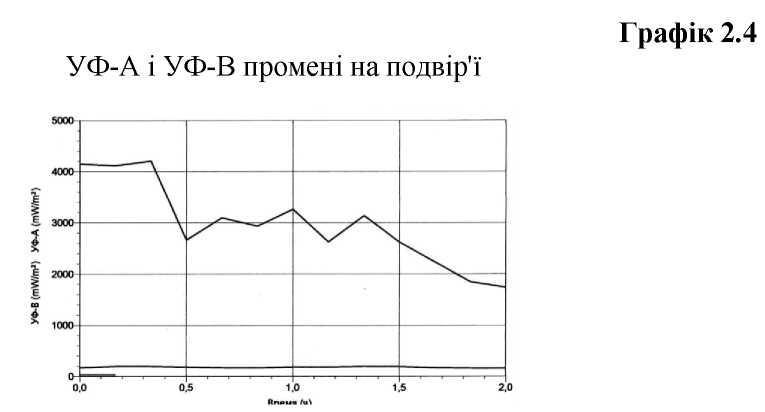 Графік 2.4
УФ-А і УФ-В промені на подвір'ї
5000
4000
3000
2000
1000
0
УФ-В (mW/m²) УФ-А (mW/m²)
0,0 0,5 1,0 1,5 2,0
Время (ч)